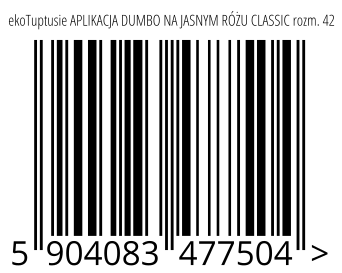 ekoTuptusie APLIKACJA DUMBO NA JASNYM RÓŻU CLASSIC rozm. 42
5 904083 477504 >